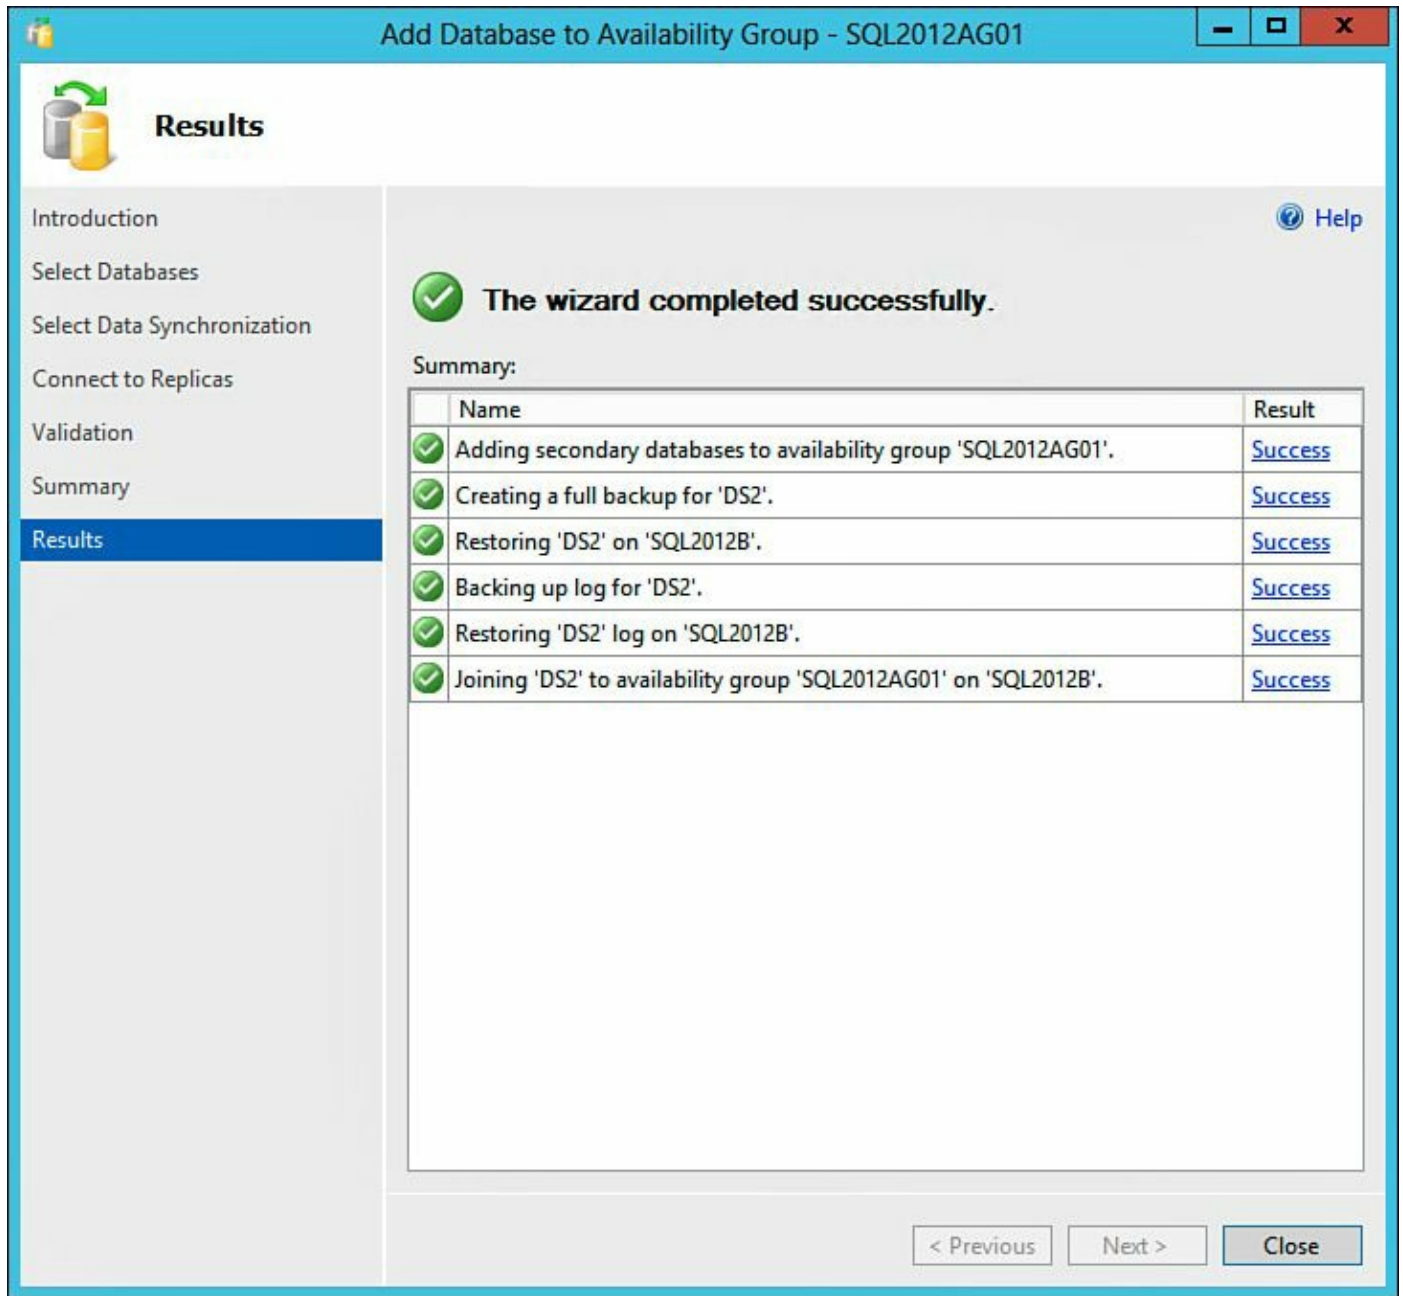 Add Database to Availability Group - SQL2012AG01
Results
Introduction
Select Databases
Select Data Synchronization
Connect to Replicas
Validation
Summary
Results
Help
The wizard completed successfully.
Summary:
Name Result
Adding secondary databases to availability group 'SQL2012AG01'. Success
Creating a full backup for 'DS2'. Success
Restoring 'DS2' on 'SQL2012B'. Success
Backing up log for 'DS2'. Success
Restoring 'DS2' log on 'SQL2012B'. Success
Joining 'DS2' to availability group 'SQL2012AG01' on 'SQL2012B'. Success
< Previous Next > Close